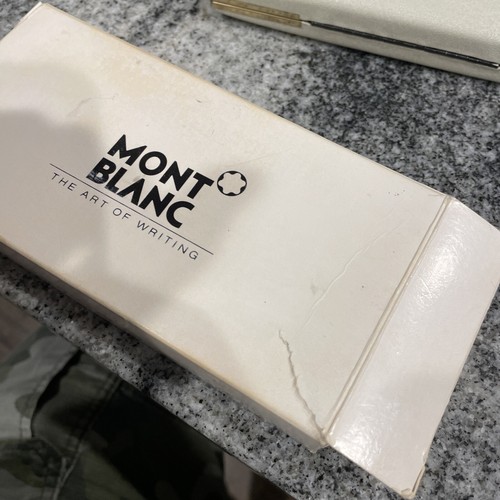 MONT
BLANC
THE ART OF WRITING